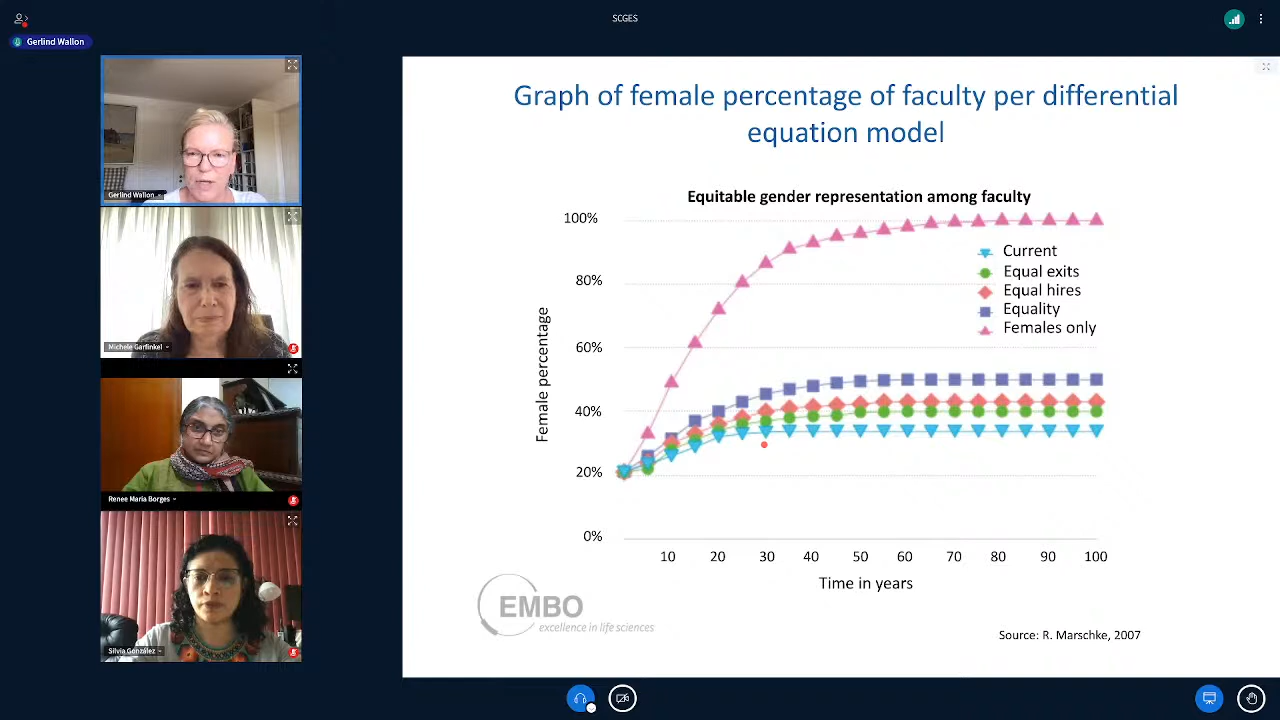 SCGES
Gerlind Wallon
Gerlind Wallon
Michele Garfinkel
Renee Maria Borges
Silvia González
Graph of female percentage of faculty per differential
equation model
Equitable gender representation among faculty
100%
80%
60%
40%
20%
0%
Female percentage
Current
Equal exits
Equal hires
Equality
Females only
10 20 30 40 50 60 70 80 90 100
Time in years
EMBO
excellence in life sciences
Source: R. Marschke, 2007